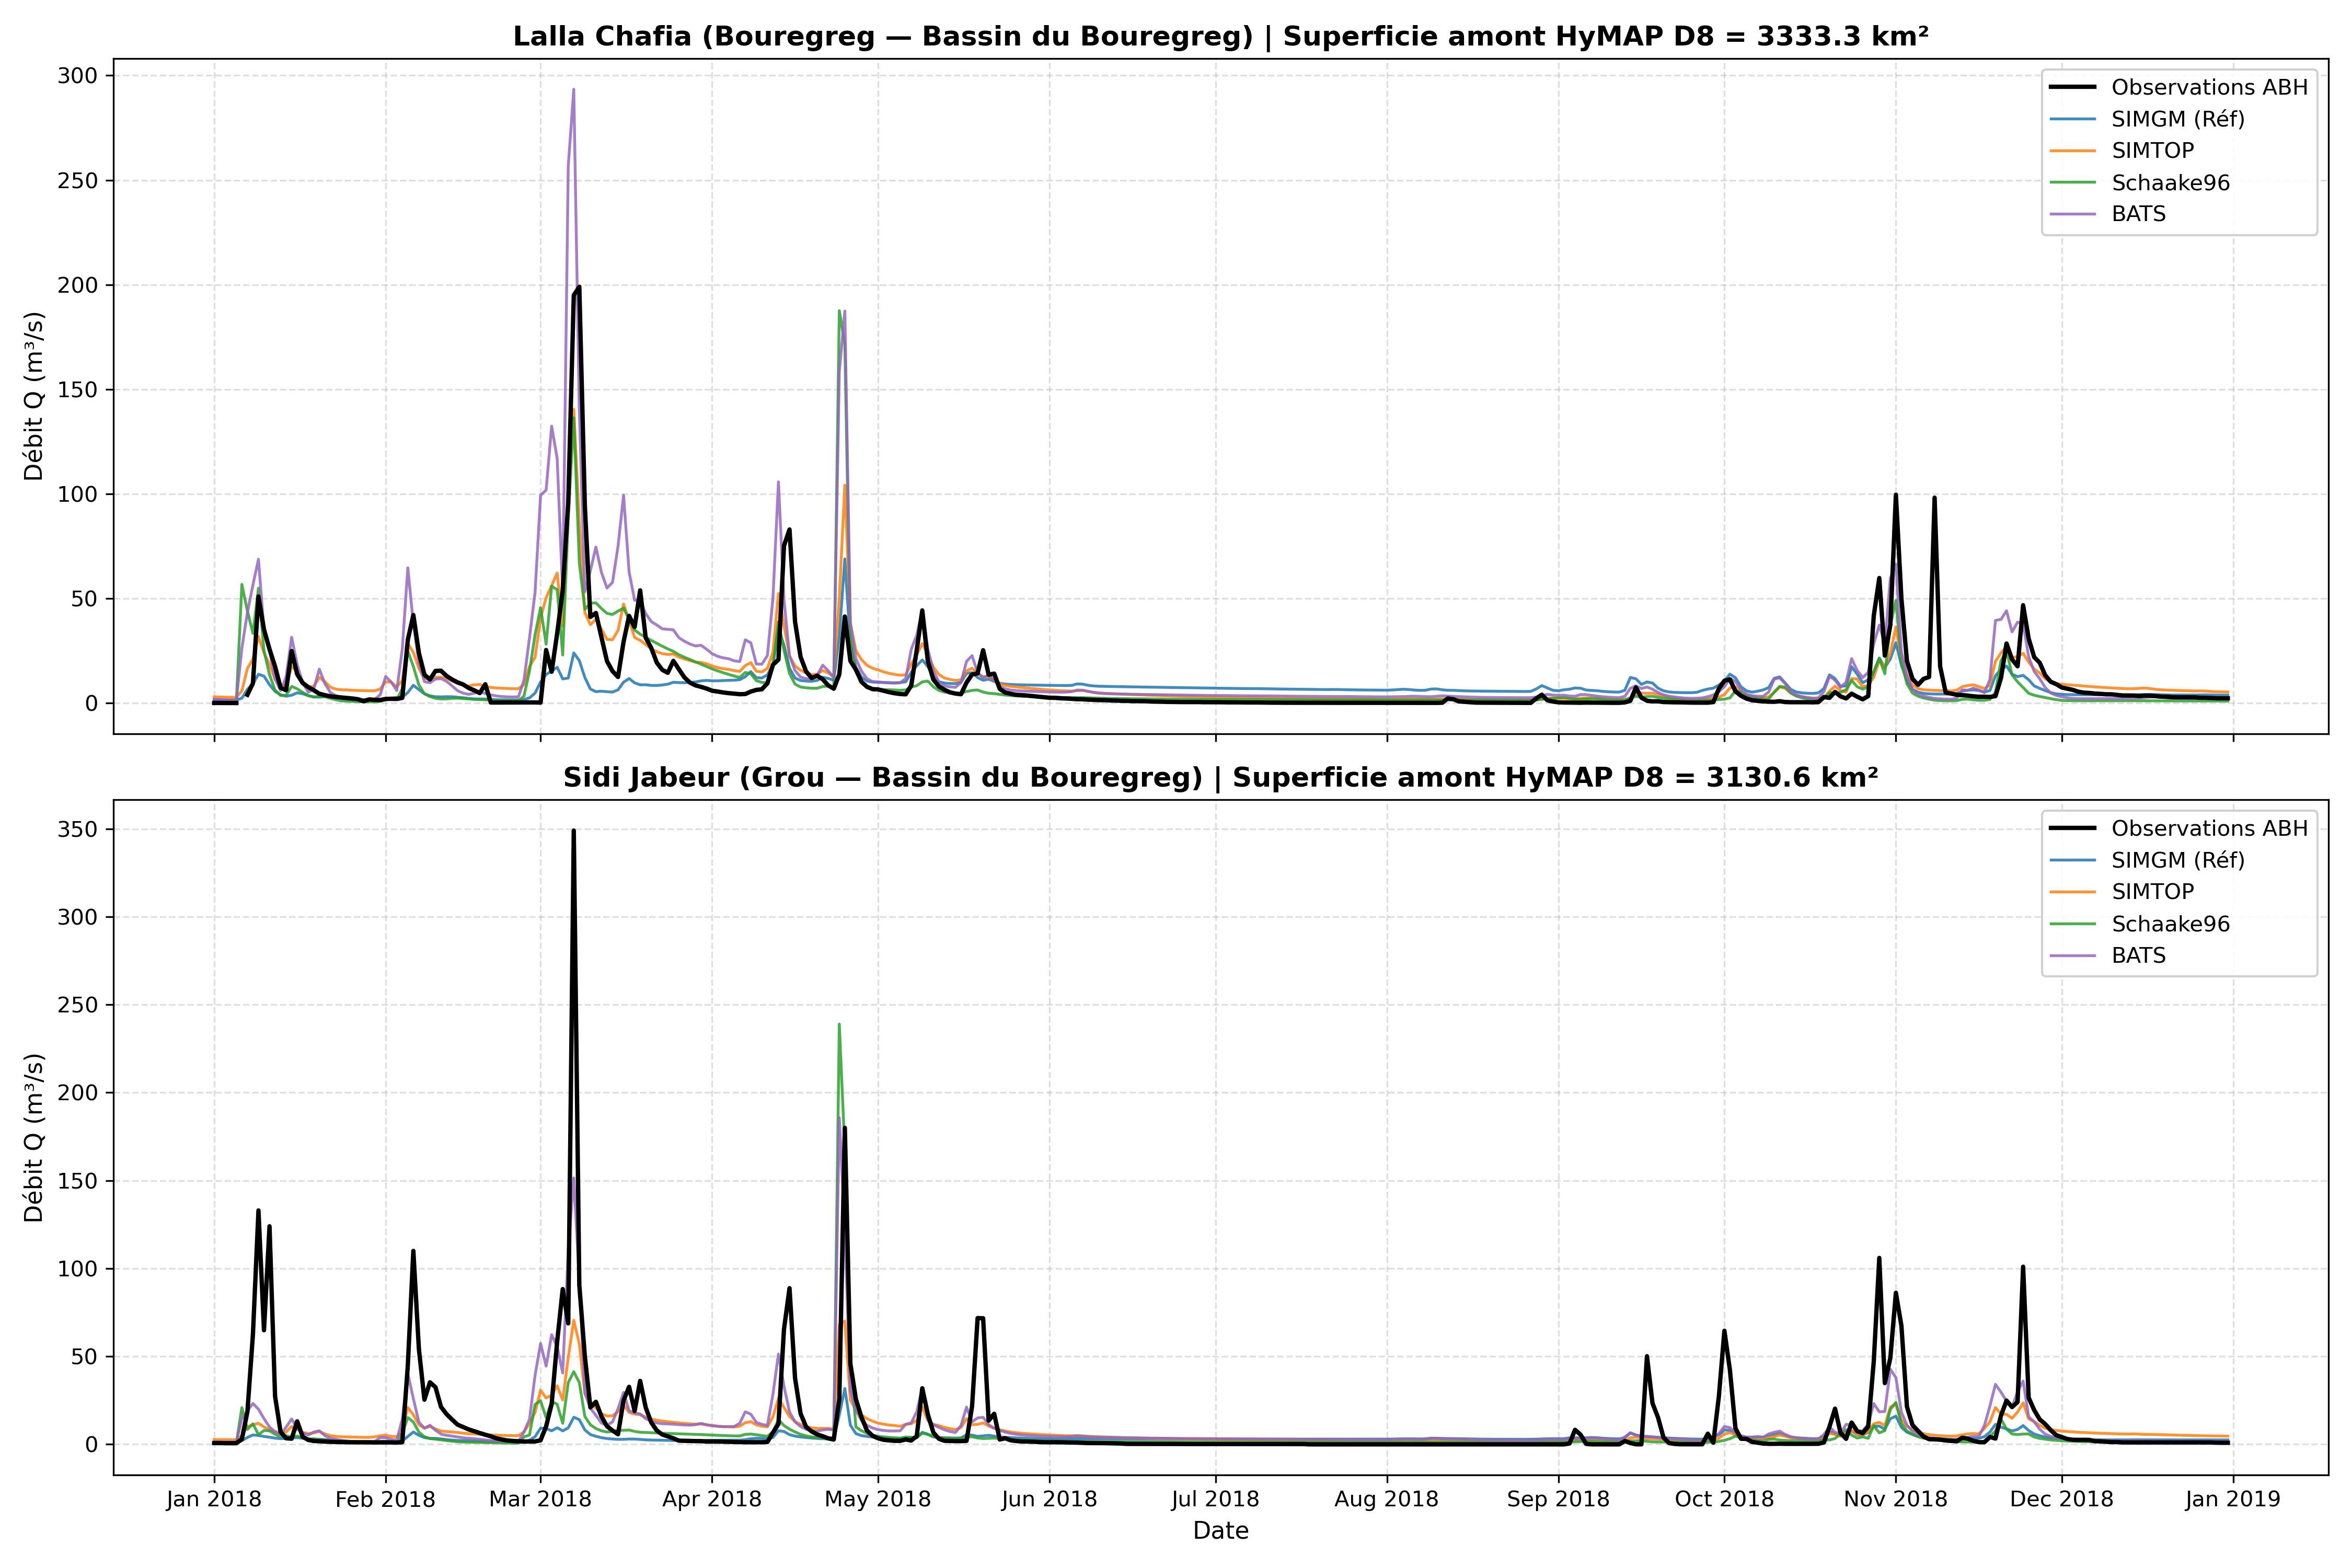 Lalla Chafia (Bouregreg — Bassin du Bouregreg) | Superficie amont HyMAP D8 = 3333.3 km²
Débit Q (m³/s)
300
250
200
150
100
50
0
Observations ABH
SIMGM (Réf)
SIMTOP
Schaake96
BATS
Sidi Jabeur (Grou — Bassin du Bouregreg) | Superficie amont HyMAP D8 = 3130.6 km²
Débit Q (m³/s)
350
300
250
200
150
100
50
0
Observations ABH
SIMGM (Réf)
SIMTOP
Schaake96
BATS
Jan 2018 Feb 2018 Mar 2018 Apr 2018 May 2018 Jun 2018 Jul 2018 Aug 2018 Sep 2018 Oct 2018 Nov 2018 Dec 2018 Jan 2019
Date